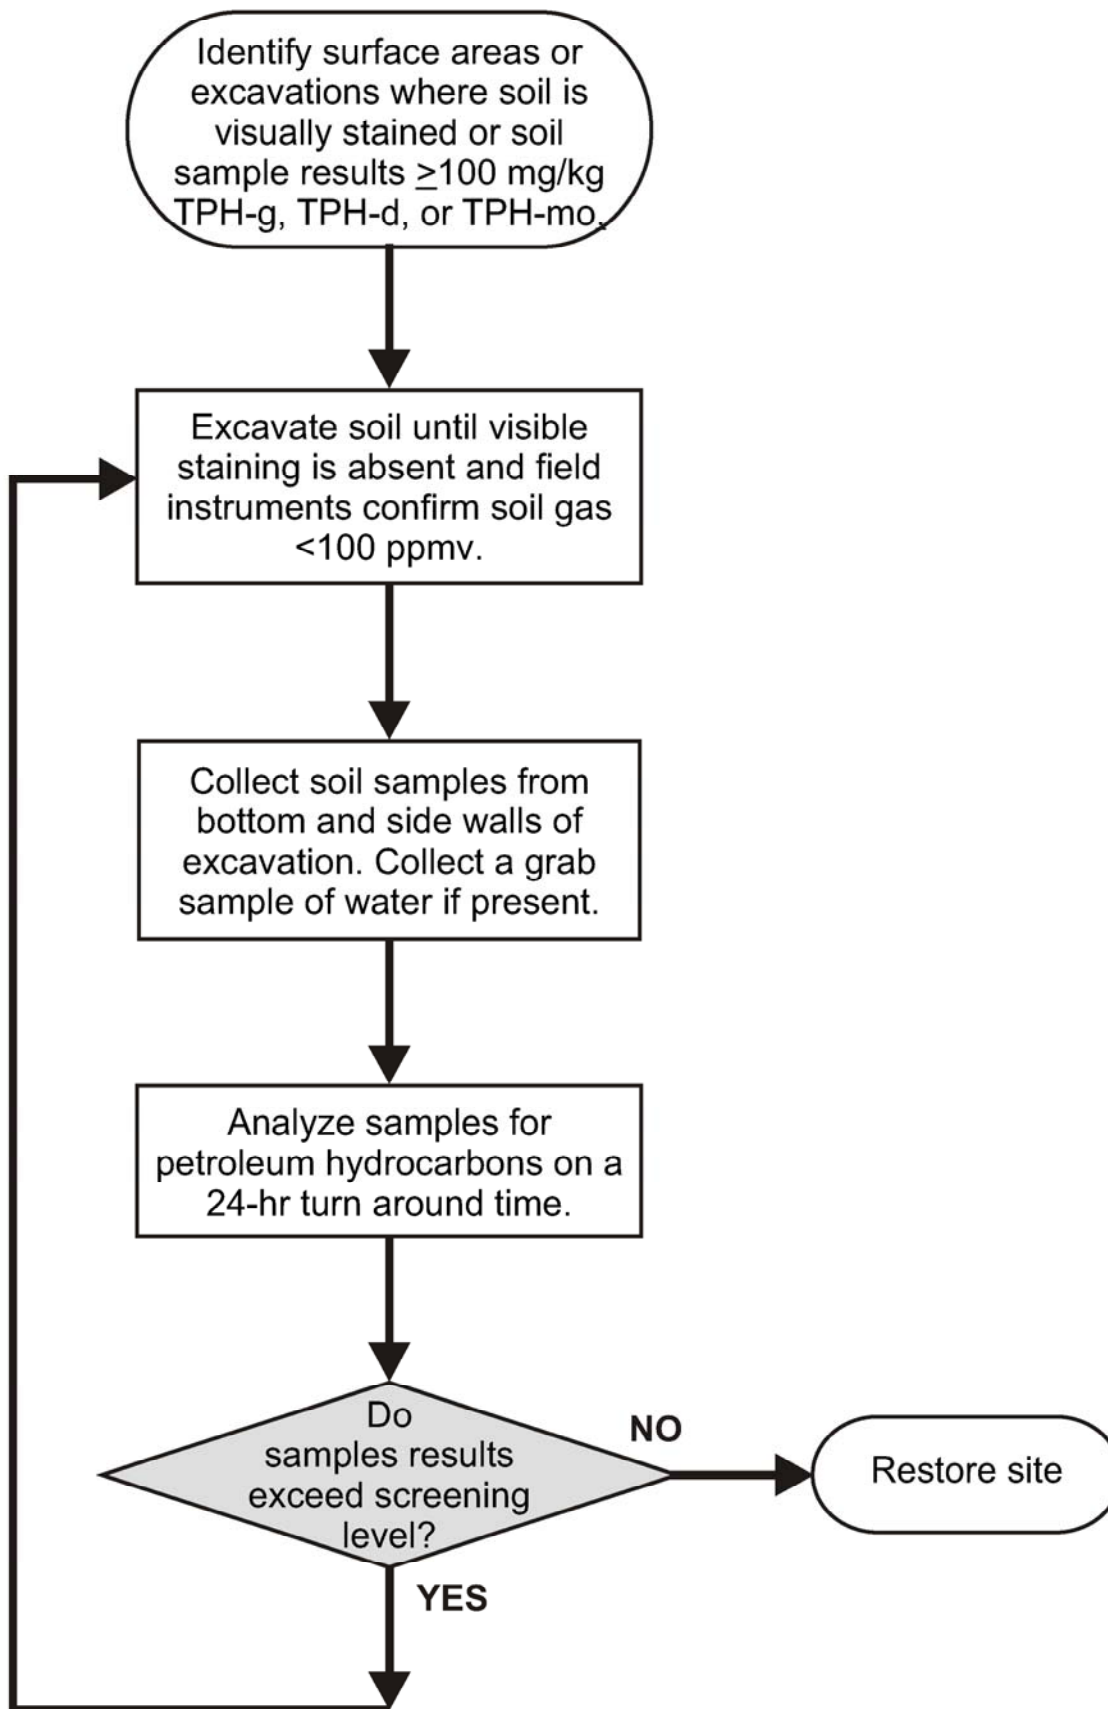 Identify surface areas or
excavations where soil is
visually stained or soil
sample results ≥100 mg/kg
TPH-g, TPH-d, or TPH-mo,
Excavate soil until visible
staining is absent and field
instruments confirm soil gas
<100 ppmv.
Collect soil samples from
bottom and side walls of
excavation. Collect a grab
sample of water if present.
Analyze samples for
petroleum hydrocarbons on a
24-hr turn around time.
Do
samples results
exceed screening
level?
NO
Restore site
YES